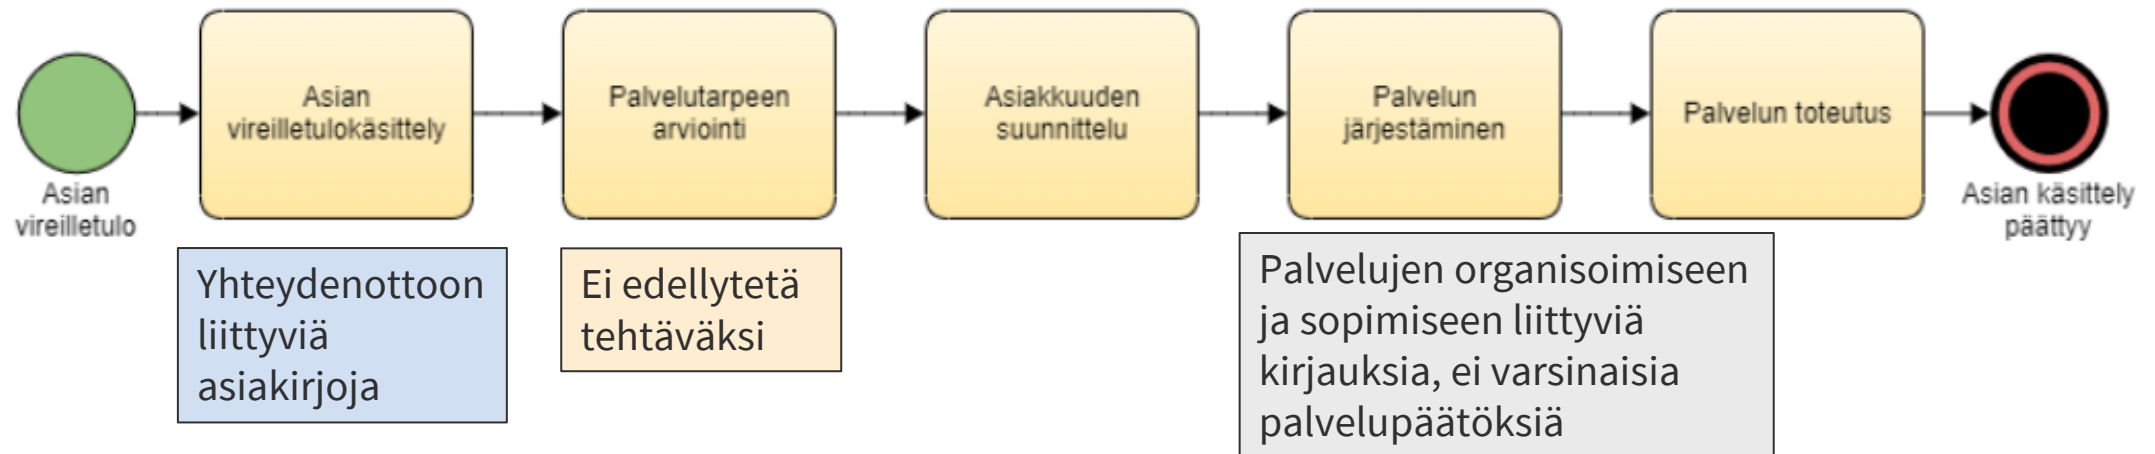 Asian
vireilletulo
Asian
vireilletulokäsittely
Palvelutarpeen
arviointi
Asiakkuuden
suunnittelu
Palvelun
järjestäminen
Palvelun toteutus
Asian käsittely
päättyy
Yhteydenottoon
liittyviä
asiakirjoja
Ei edellytetä
tehtäväksi
Palvelujen organisoimiseen
ja sopimiseen liittyviä
kirjauksia, ei varsinaisia
palvelupäätöksiä